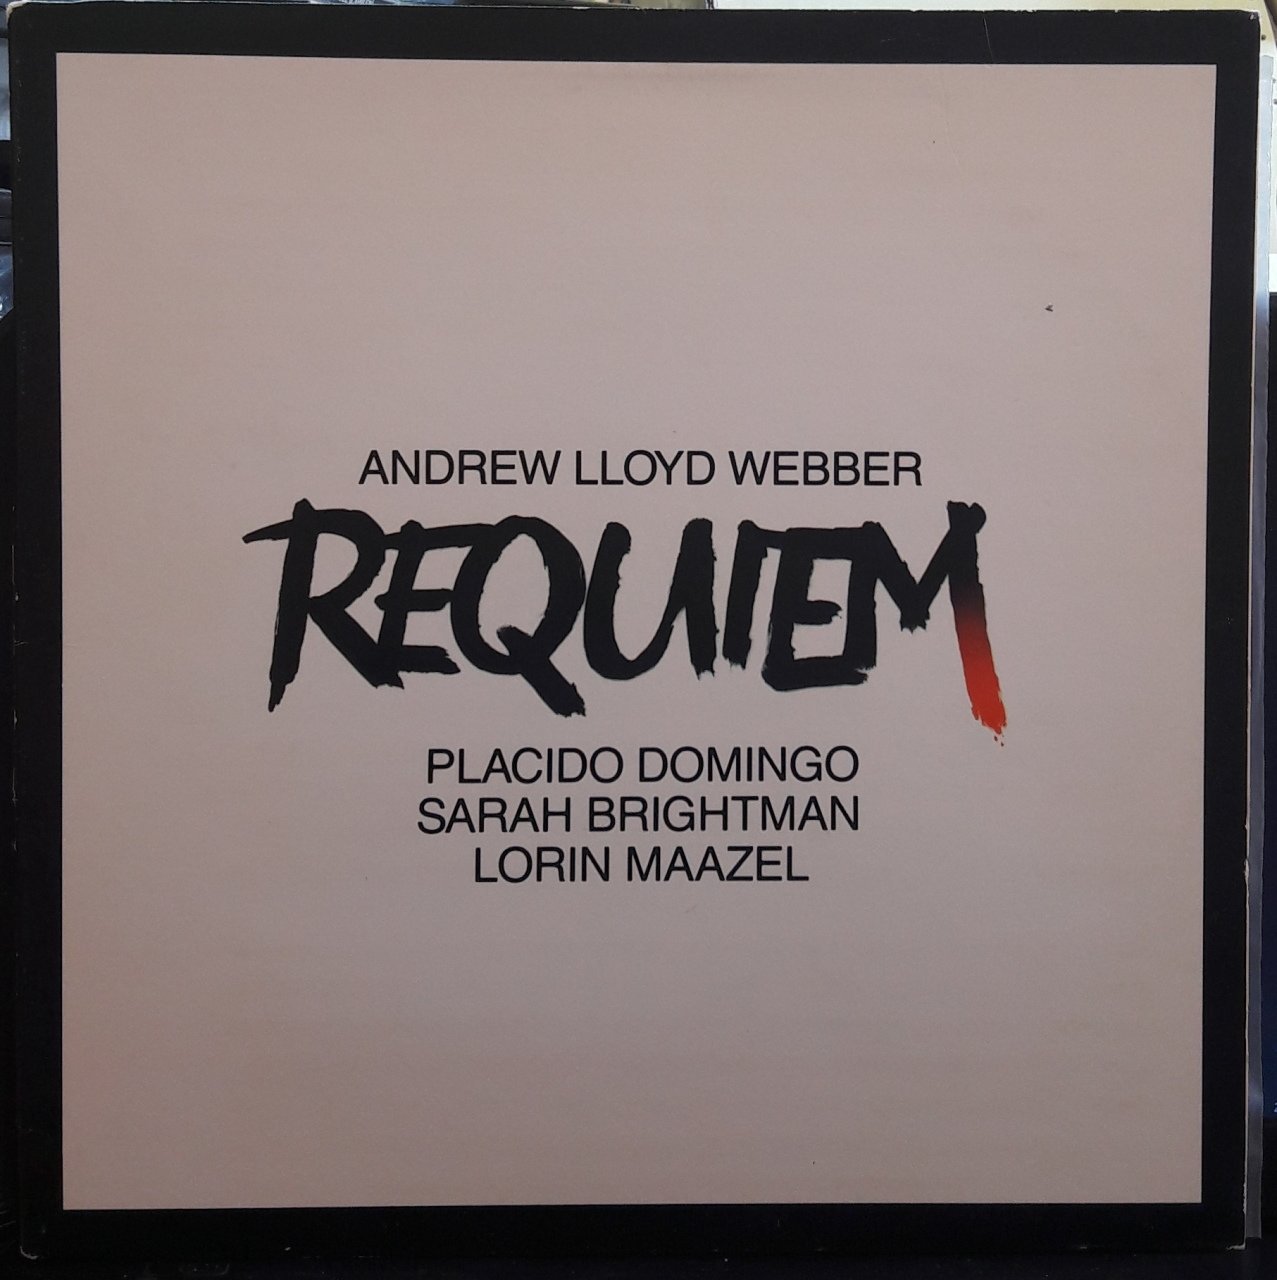 ANDREW LLOYD WEBBER
REQUIEM
PLACIDO DOMINGO
SARAH BRIGHTMAN
LORIN MAAZEL